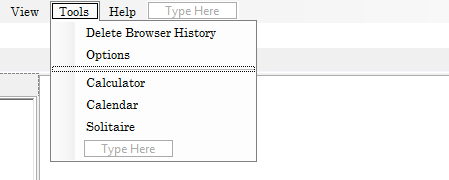 View Tools Help Type Here
Delete Browser History
Options
Calculator
Calendar
Solitaire
Type Here